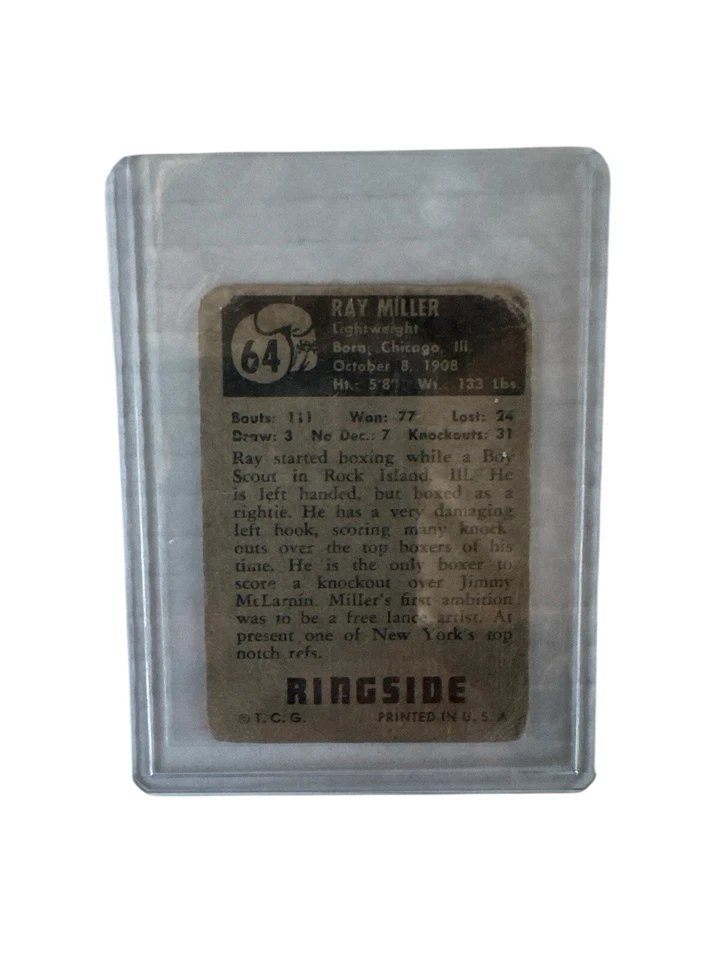 64
RAY MILLER
Lightweight
Born: Chicago, Ill.
October 8, 1908
Ht.: 5'8" Wt.: 133 Lbs.
Bouts: 111 Won: 77 Lost: 24
Draw: 3 No Dec.: 7 Knockouts: 31
Ray started boxing while a Boy
Scout in Rock Island, Ill. He
is left handed, but boxed as a
rightie. He has a very damaging
left hook, scoring many knock-
outs over the top boxers of his
time. He is the only boxer to
score a knockout over Jimmy
McLarnin. Miller's first ambition
was to be a free lance artist. At
present one of New York's top
notch refs.
RINGSIDE
© T. C. G. PRINTED IN U. S. A.